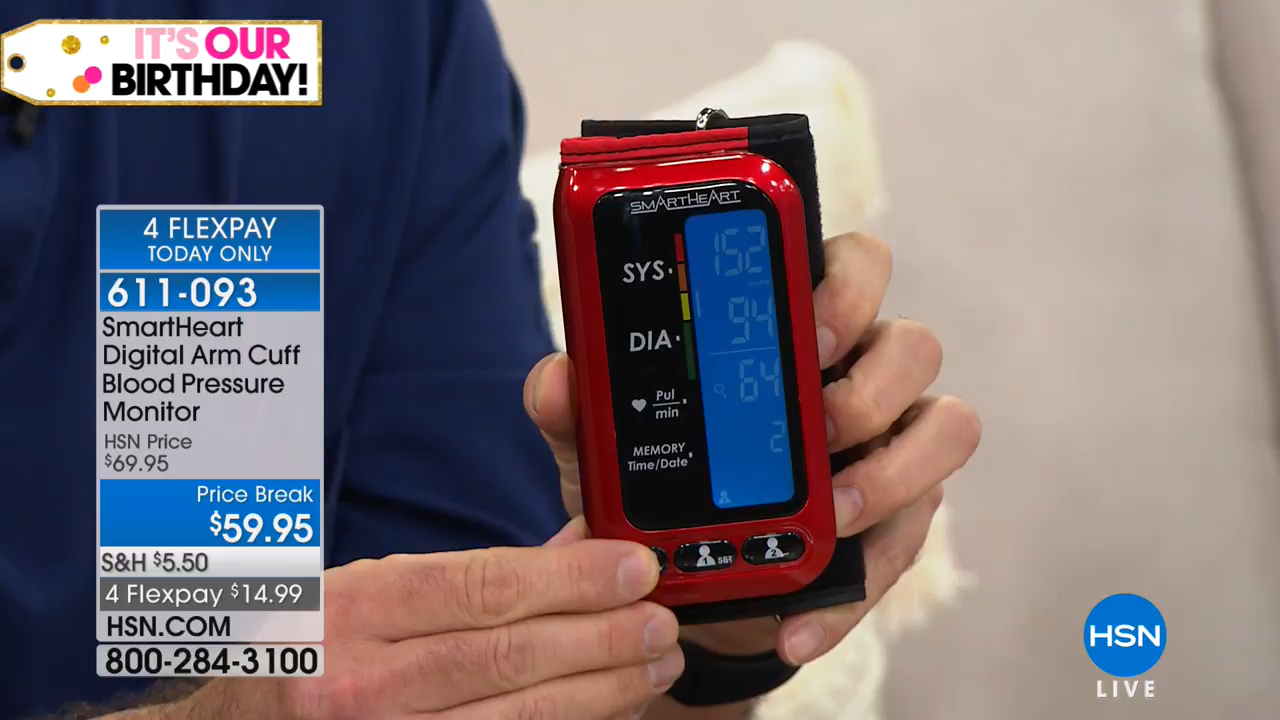 IT'S OUR
BIRTHDAY!
4 FLEXPAY
TODAY ONLY
611-093
SmartHeart
Digital Arm Cuff
Blood Pressure
Monitor
HSN Price
$69.95
Price Break
$59.95
S&H $5.50
4 Flexpay $14.99
HSN.COM
800-284-3100
SMARTHEART
SYS
152
DIA
94
Pul
min
64
MEMORY
Time/Date
2
1 SET
2
HSN
LIVE